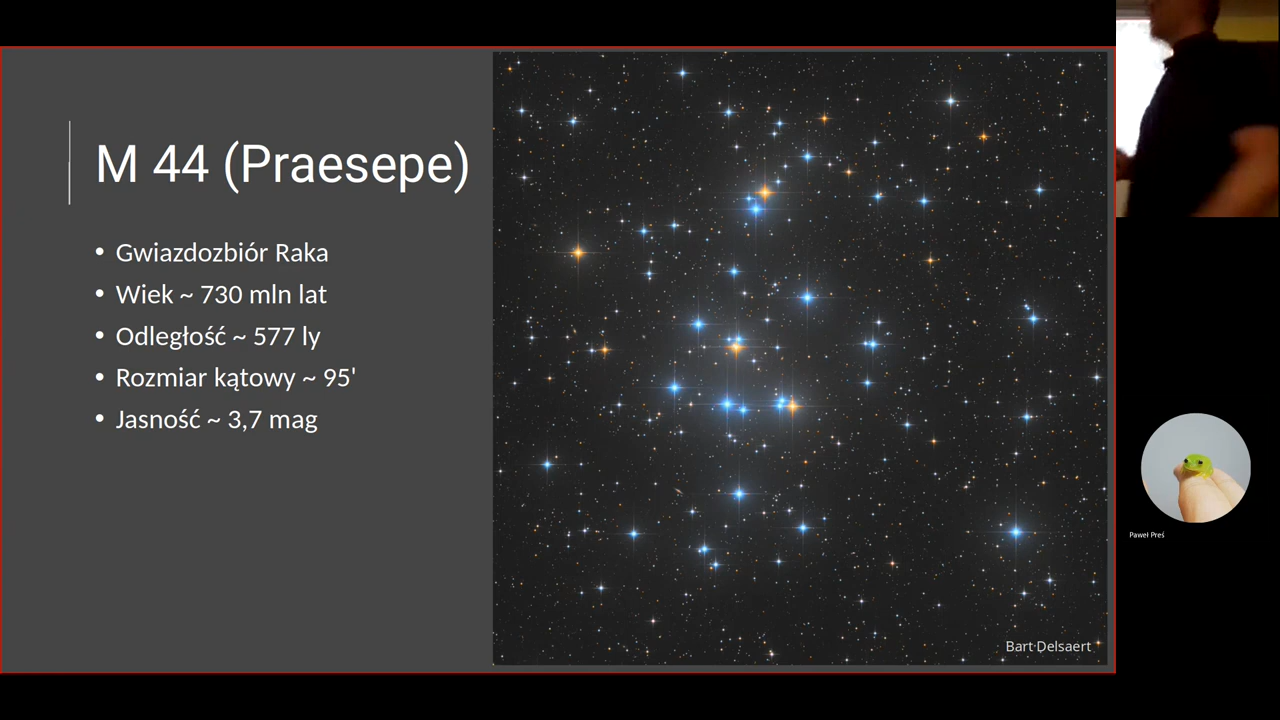 M 44 (Praesepe)
• Gwiazdozbiór Raka
• Wiek ~ 730 mln lat
• Odległość ~ 577 ly
• Rozmiar kątowy ~ 95'
• Jasność ~ 3,7 mag
Bart Delsaert
Paweł Preś